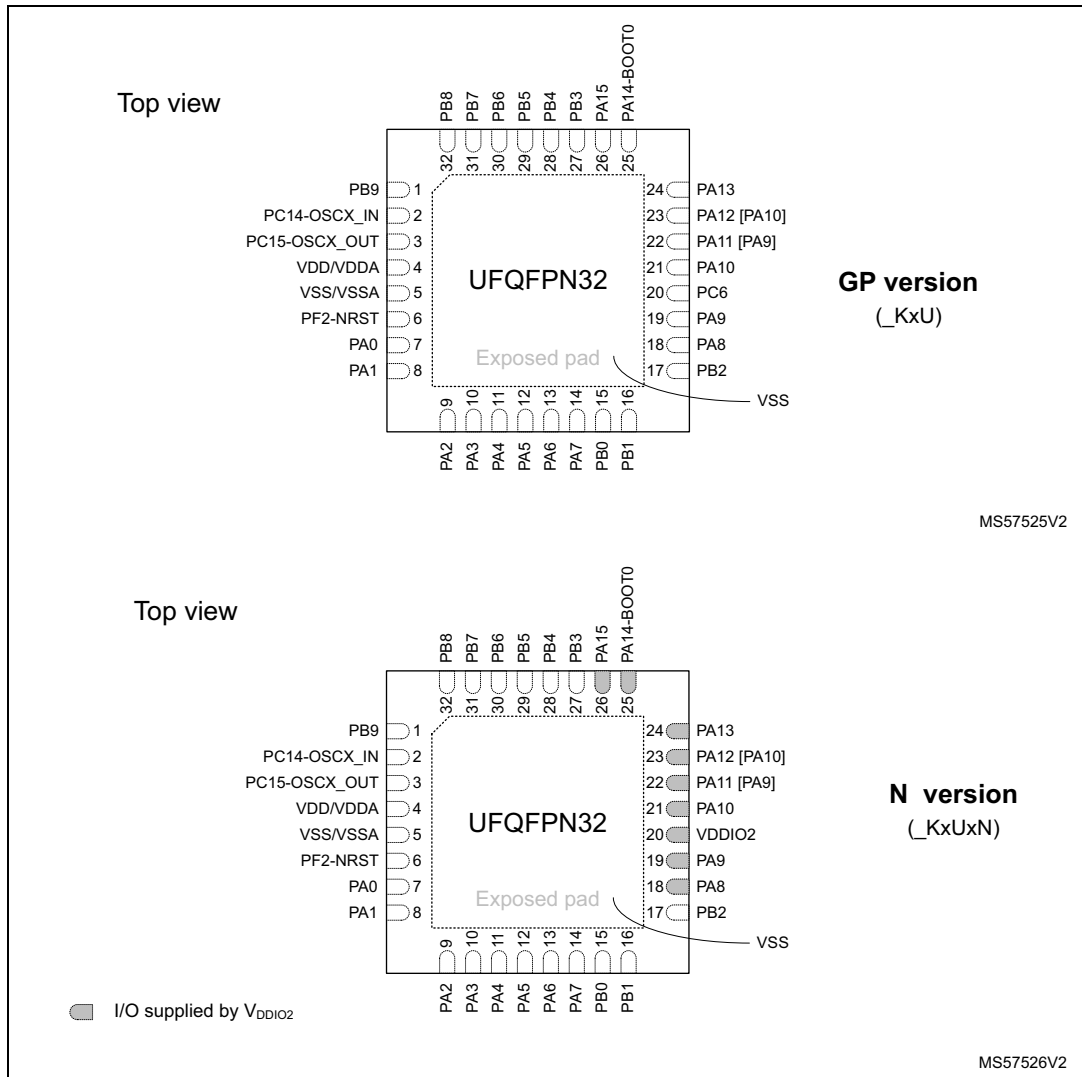 Top view
PB8
PB7
PB6
PB5
PB4
PB3
PA15
PA14-BOOT0
32
31
30
29
28
27
26
25
PB9 1
PC14-OSCX_IN 2
PC15-OSCX_OUT 3
VDD/VDDA 4
VSS/VSSA 5
PF2-NRST 6
PA0 7
PA1 8
UFQFPN32
Exposed pad
24 PA13
23 PA12 [PA10]
22 PA11 [PA9]
21 PA10
20 PC6
19 PA9
18 PA8
17 PB2
VSS
9
10
11
12
13
14
15
16
PA2
PA3
PA4
PA5
PA6
PA7
PB0
PB1
GP version
(_KxU)
MS57525V2
Top view
PB8
PB7
PB6
PB5
PB4
PB3
PA15
PA14-BOOT0
32
31
30
29
28
27
26
25
PB9 1
PC14-OSCX_IN 2
PC15-OSCX_OUT 3
VDD/VDDA 4
VSS/VSSA 5
PF2-NRST 6
PA0 7
PA1 8
UFQFPN32
Exposed pad
24 PA13
23 PA12 [PA10]
22 PA11 [PA9]
21 PA10
20 VDDIO2
19 PA9
18 PA8
17 PB2
VSS
9
10
11
12
13
14
15
16
PA2
PA3
PA4
PA5
PA6
PA7
PB0
PB1
N version
(_KxUxN)
I/O supplied by VDDIO2
MS57526V2